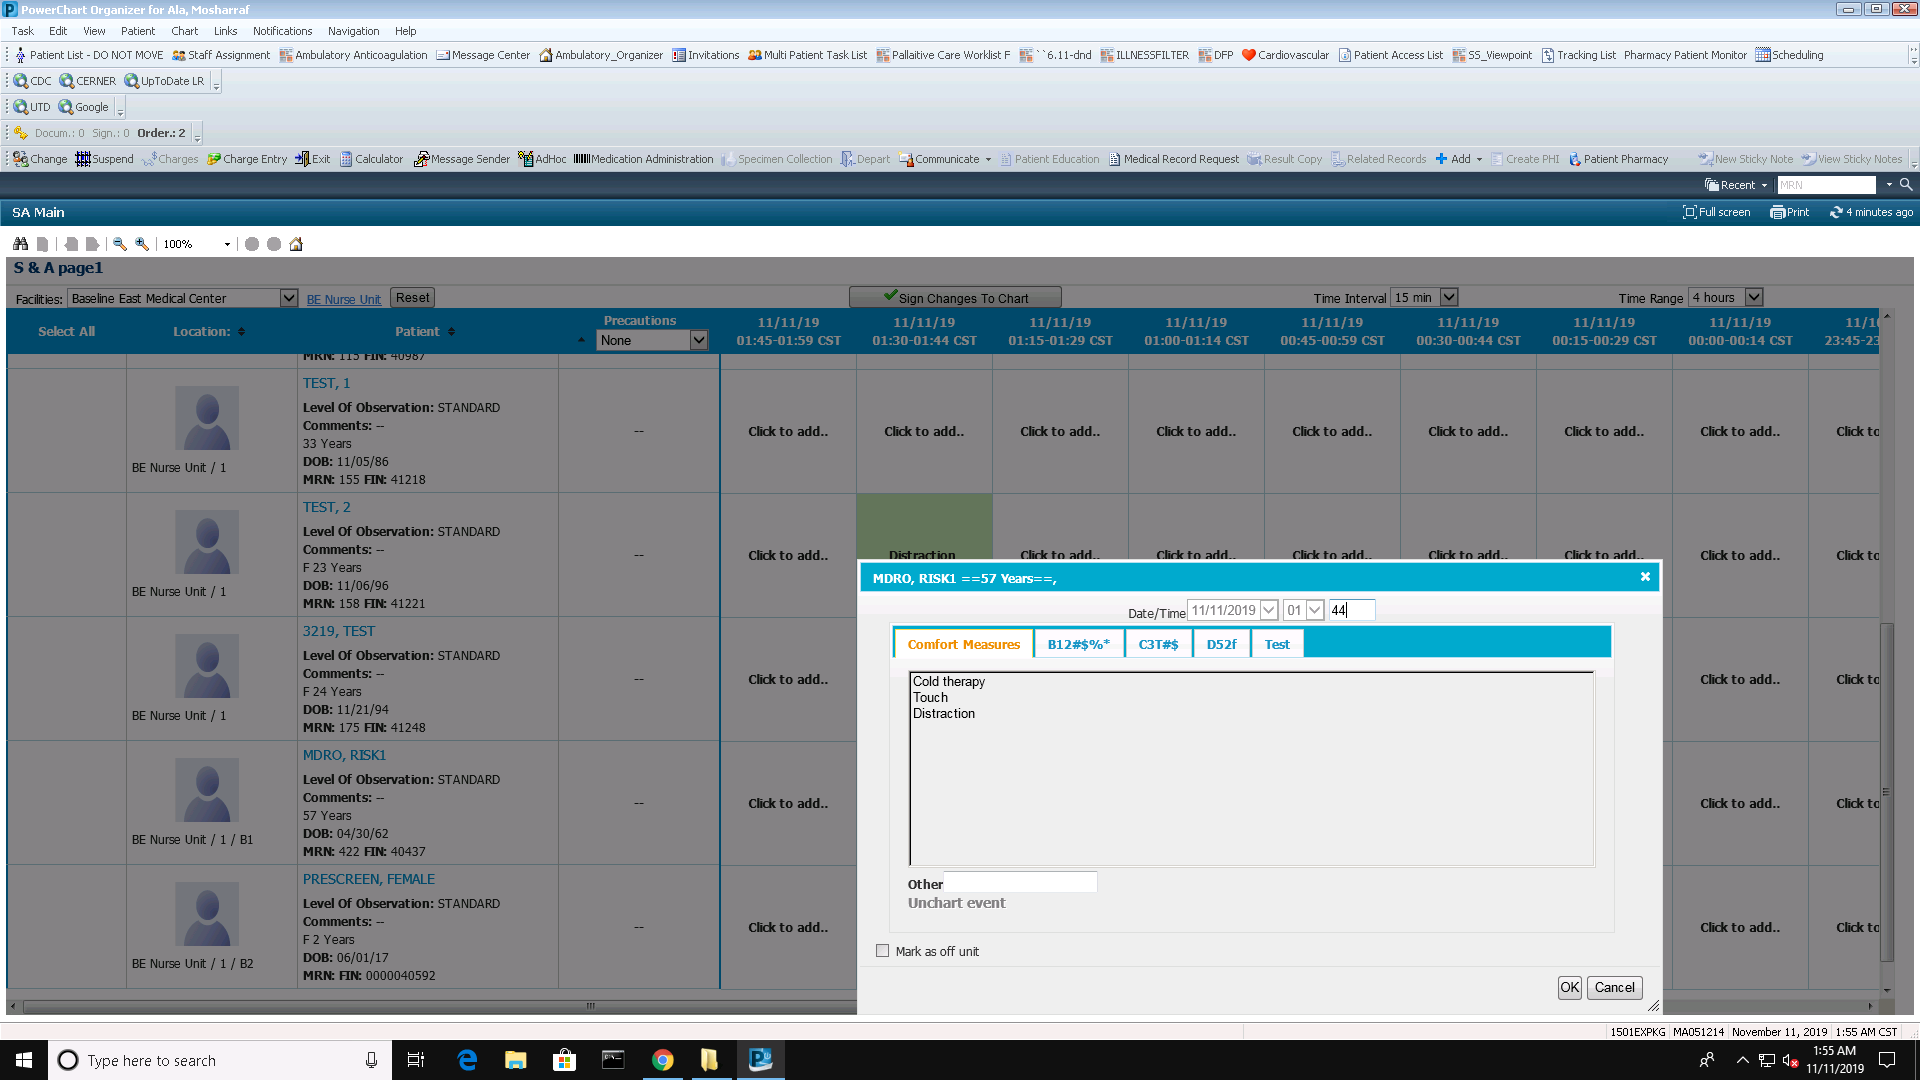 PowerChart Organizer for Ala, Mosharraf
Task Edit View Patient Chart Links Notifications Navigation Help
Patient List - DO NOT MOVE Staff Assignment Ambulatory Anticoagulation Message Center Ambulatory_Organizer Invitations Multi Patient Task List Pallaitive Care Worklist F ``6.11-dnd ILLNESSFILTER DFP Cardiovascular Patient Access List SS_Viewpoint Tracking List Pharmacy Patient Monitor Scheduling
CDC CERNER UpToDate LR
UTD Google
Docum.: 0 Sign.: 0 Order.: 2
Change Suspend Charges Charge Entry Exit Calculator Message Sender AdHoc Medication Administration Specimen Collection Depart Communicate Patient Education Medical Record Request Result Copy Related Records Add Create PHI Patient Pharmacy New Sticky Note View Sticky Notes
Recent MRN
SA Main Full screen Print 4 minutes ago
100%
S & A page1
Facilities: Baseline East Medical Center BE Nurse Unit Reset Sign Changes To Chart Time Interval 15 min Time Range 4 hours
Select All Location: Patient Precautions None
11/11/19 11/11/19 11/11/19 11/11/19 11/11/19 11/11/19 11/11/19 11/11/19 11/1
01:45-01:59 CST 01:30-01:44 CST 01:15-01:29 CST 01:00-01:14 CST 00:45-00:59 CST 00:30-00:44 CST 00:15-00:29 CST 00:00-00:14 CST 23:45-23
MRN: 115 FIN: 40987
TEST, 1
Level Of Observation: STANDARD
Comments: --
33 Years
DOB: 11/05/86
MRN: 155 FIN: 41218
BE Nurse Unit / 1
--
Click to add.. Click to add.. Click to add.. Click to add.. Click to add.. Click to add.. Click to add.. Click to add.. Click to
TEST, 2
Level Of Observation: STANDARD
Comments: --
F 23 Years
DOB: 11/06/96
MRN: 158 FIN: 41221
BE Nurse Unit / 1
--
Click to add.. Distraction Click to add.. Click to add.. Click to add.. Click to add.. Click to add.. Click to add.. Click to
3219, TEST
Level Of Observation: STANDARD
Comments: --
F 24 Years
DOB: 11/21/94
MRN: 175 FIN: 41248
BE Nurse Unit / 1
--
Click to add.. Click to add.. Click to
MDRO, RISK1
Level Of Observation: STANDARD
Comments: --
57 Years
DOB: 04/30/62
MRN: 422 FIN: 40437
BE Nurse Unit / 1 / B1
--
Click to add.. Click to add.. Click to
PRESCREEN, FEMALE
Level Of Observation: STANDARD
Comments: --
F 2 Years
DOB: 06/01/17
MRN: FIN: 0000040592
BE Nurse Unit / 1 / B2
--
Click to add.. Click to add.. Click to
MDRO, RISK1 ==57 Years==,
Date/Time 11/11/2019 01 44
Comfort Measures B12#$%* C3T#$ D52f Test
Cold therapy
Touch
Distraction
Other
Unchart event
Mark as off unit
OK Cancel
1501EXPKG MA051214 November 11, 2019 1:55 AM CST
Type here to search
1:55 AM
11/11/2019